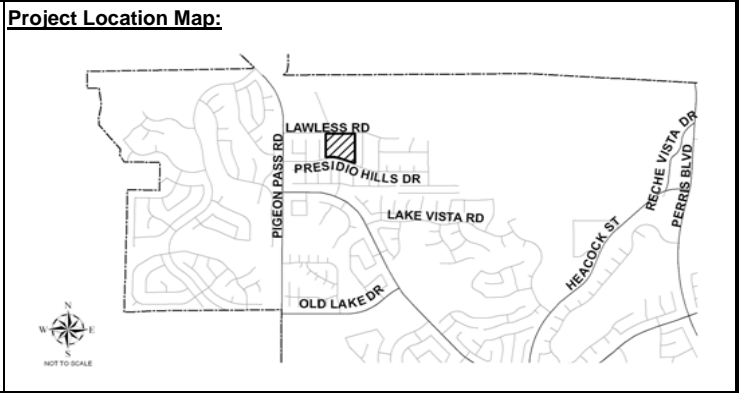 Project Location Map:
LAWLESS RD
PRESIDIO HILLS DR
PIGEON PASS RD
LAKE VISTA RD
OLD LAKE DR
HEACOCK ST
RECHE VISTA DR
PERRIS BLVD
N
W E
S
NOT TO SCALE